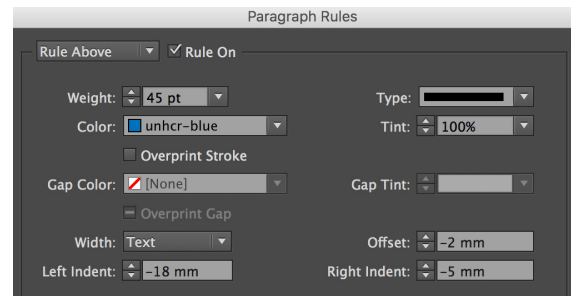 Paragraph Rules
Rule Above Rule On
Weight: 45 pt Type:
Color: unhcr-blue Tint: 100%
Overprint Stroke
Gap Color: [None] Gap Tint:
Overprint Gap
Width: Text Offset: -2 mm
Left Indent: -18 mm Right Indent: -5 mm